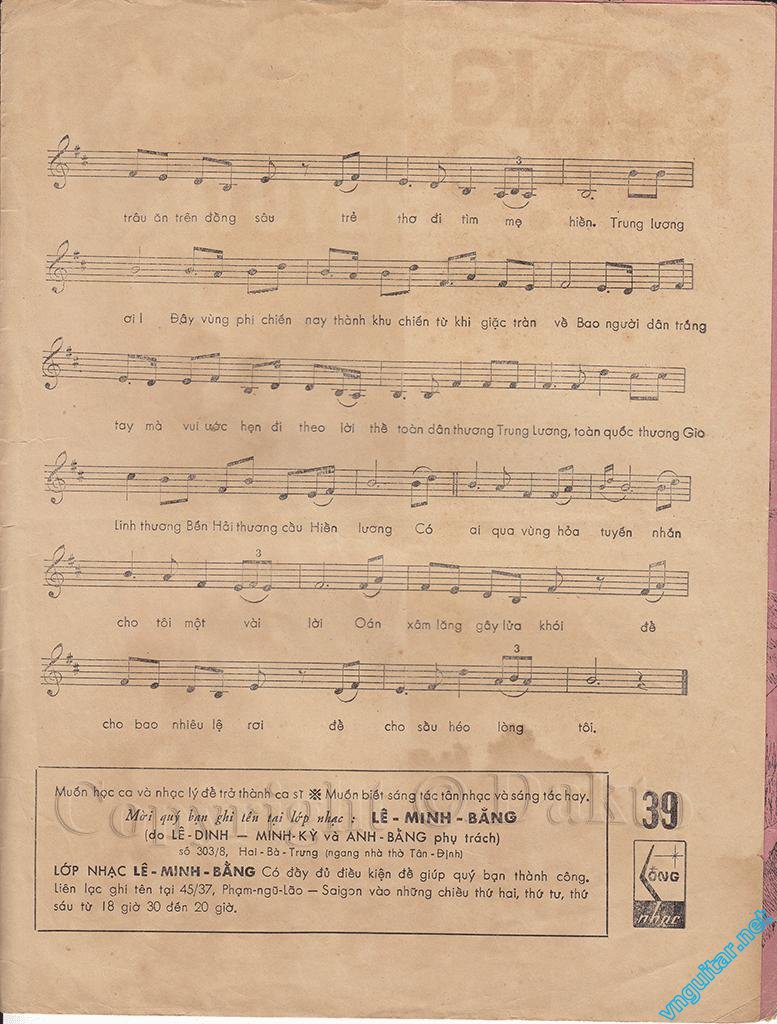 3
trâu ăn trên đồng sâu trẻ thơ đi tìm mẹ hiền. Trung lương
ơi ! Đây vùng phi chiến nay thành khu chiến từ khi giặc tràn về Bao người dân trắng
tay mà vui ước hẹn đi theo lời thề toàn dân thương Trung Lương, toàn quốc thương Gio
Linh thương Bến Hải thương cầu Hiền lương Có ai qua vùng hỏa tuyến nhắn
3
cho tôi một vài lời Oán xâm lăng gây lửa khói để
3
cho bao nhiêu lệ rơi để cho sầu héo lòng tôi.
Muốn học ca và nhạc lý để trở thành ca sĩ ※ Muốn biết sáng tác tân nhạc và sáng tác hay.
Mời quý bạn ghi tên tại lớp nhạc : LÊ - MINH - BẰNG
(do LÊ-DINH — MINH-KỲ và ANH-BẰNG phụ trách)
số 303/8, Hai-Bà-Trưng (ngang nhà thờ Tân-Định)
LỚP NHẠC LÊ-MINH-BẰNG Có đầy đủ điều kiện để giúp quý bạn thành công.
Liên lạc ghi tên tại 45/37, Phạm-ngũ-Lão — Saigon vào những chiều thứ hai, thứ tư, thứ
sáu từ 18 giờ 30 đến 20 giờ.
39
SÓNG
nhạc
Copyright © Dakio
vnguitar.net